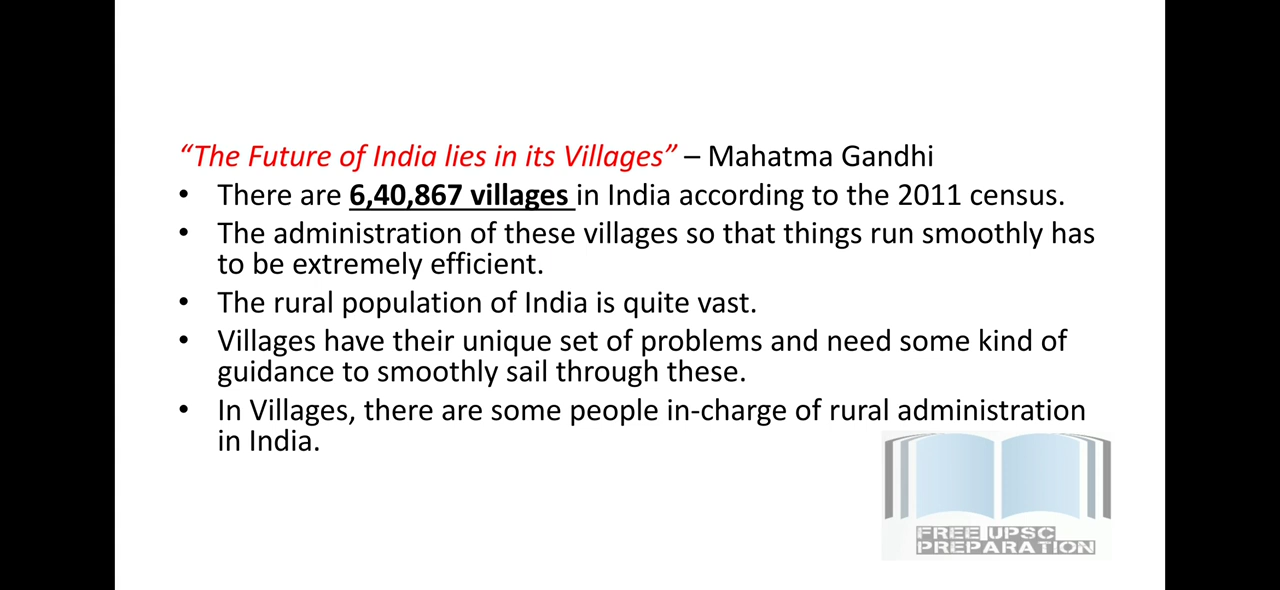 “The Future of India lies in its Villages” – Mahatma Gandhi
• There are 6,40,867 villages in India according to the 2011 census.
• The administration of these villages so that things run smoothly has
to be extremely efficient.
• The rural population of India is quite vast.
• Villages have their unique set of problems and need some kind of
guidance to smoothly sail through these.
• In Villages, there are some people in-charge of rural administration
in India.
FREE UPSC
PREPARATION